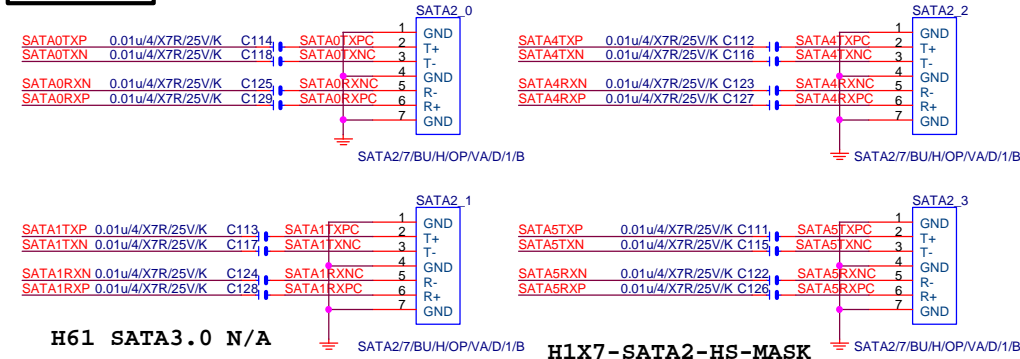 SATA2_0
1 GND
SATA0TXP 0.01u/4/X7R/25V/K C114 SATA0TXPC 2 T+
SATA0TXN C118 SATA0TXNC 3 T-
4 GND
SATA0RXN 0.01u/4/X7R/25V/K C125 SATA0RXNC 5 R-
SATA0RXP 0.01u/4/X7R/25V/K C129 SATA0RXPC 6 R+
7 GND
SATA2/7/BU/H/OP/VA/D/1/B
SATA2_2
1 GND
SATA4TXP 0.01u/4/X7R/25V/K C112 SATA4TXPC 2 T+
SATA4TXN 0.01u/4/X7R/25V/K C116 SATA4TXNC 3 T-
4 GND
SATA4RXN 0.01u/4/X7R/25V/K C123 SATA4RXNC 5 R-
SATA4RXP 0.01u/4/X7R/25V/K C127 SATA4RXPC 6 R+
7 GND
SATA2/7/BU/H/OP/VA/D/1/B
SATA2_1
1 GND
SATA1TXP 0.01u/4/X7R/25V/K C113 SATA1TXPC 2 T+
SATA1TXN 0.01u/4/X7R/25V/K C117 SATA1TXNC 3 T-
4 GND
SATA1RXN 0.01u/4/X7R/25V/K C124 SATA1RXNC 5 R-
SATA1RXP 0.01u/4/X7R/25V/K C128 SATA1RXPC 6 R+
7 GND
H61 SATA3.0 N/A
SATA2/7/BU/H/OP/VA/D/1/B
SATA2_3
1 GND
SATA5TXP 0.01u/4/X7R/25V/K C111 SATA5TXPC 2 T+
SATA5TXN 0.01u/4/X7R/25V/K C115 SATA5TXNC 3 T-
4 GND
SATA5RXN 0.01u/4/X7R/25V/K C122 SATA5RXNC 5 R-
SATA5RXP 0.01u/4/X7R/25V/K C126 SATA5RXPC 6 R+
7 GND
H1X7-SATA2-HS-MASK
SATA2/7/BU/H/OP/VA/D/1/B